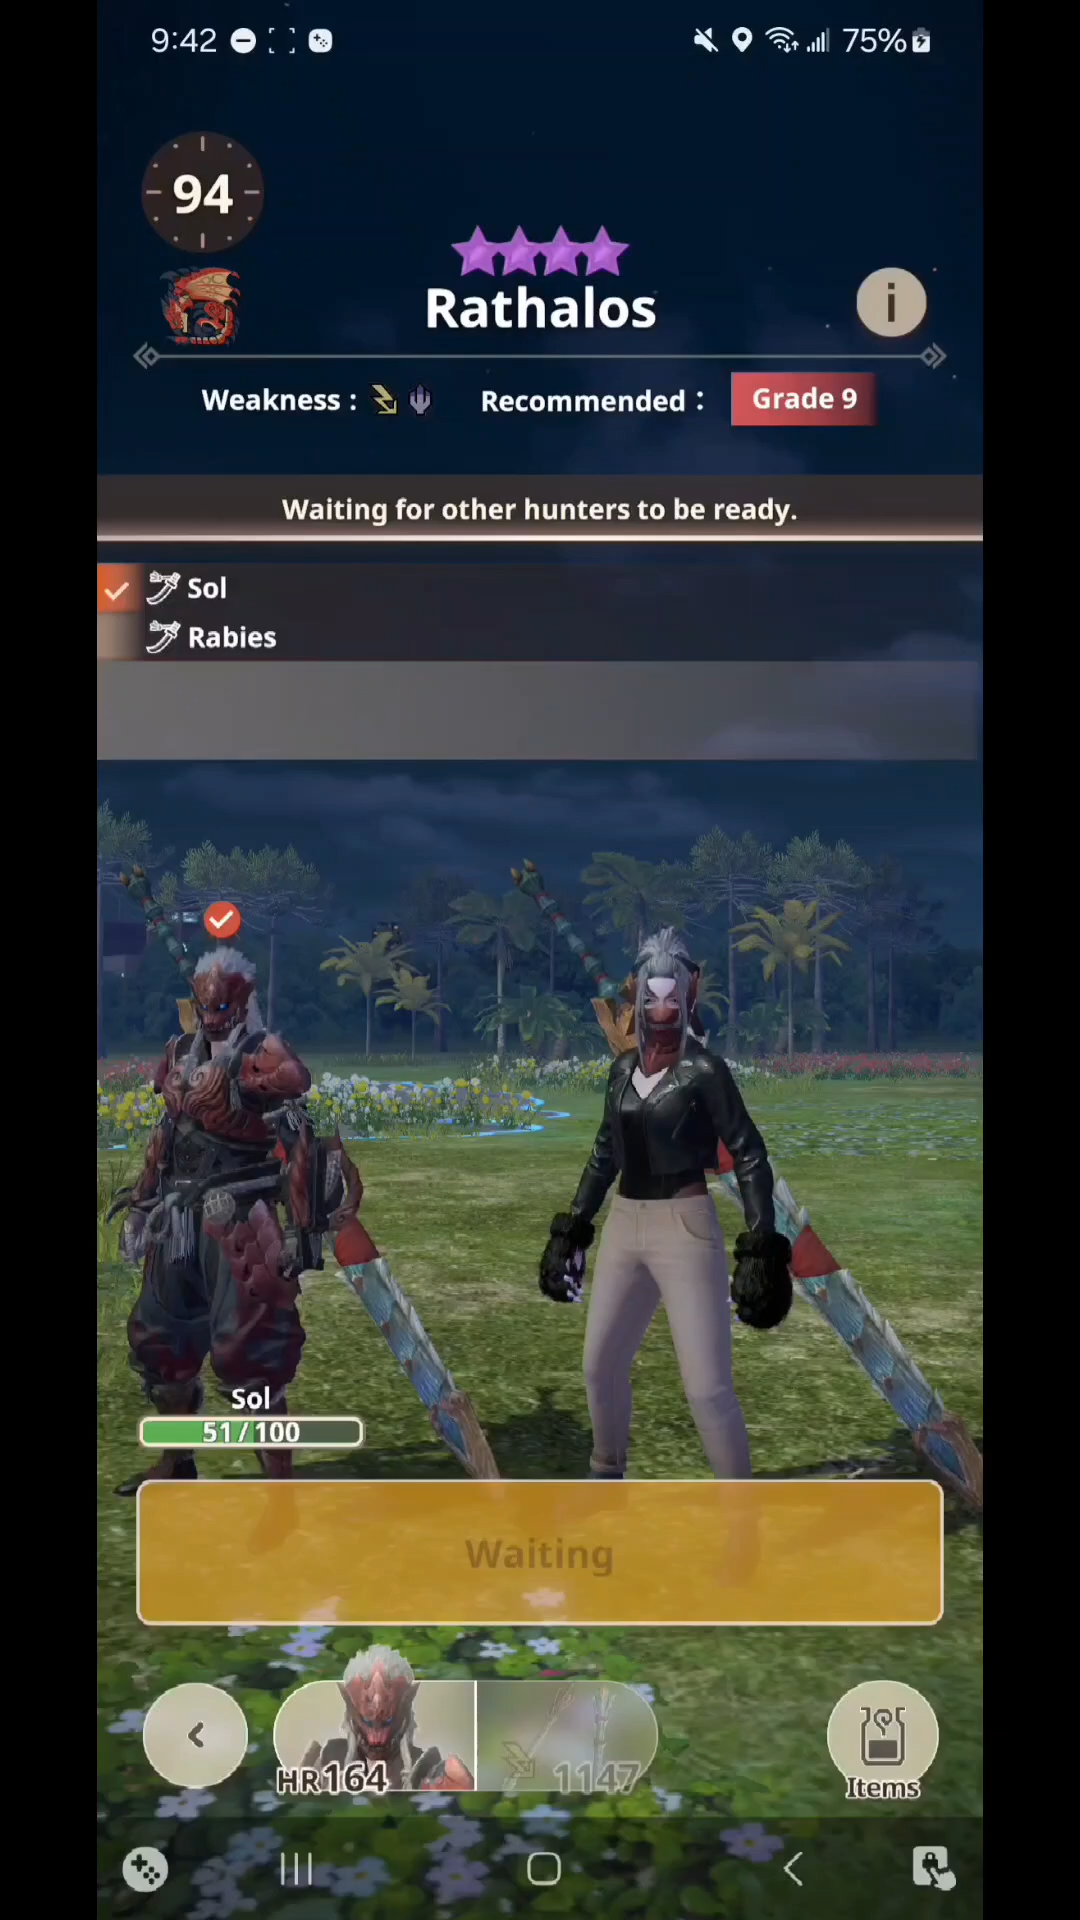 9:42
75%
94
Rathalos
i
Weakness :
Recommended :
Grade 9
Waiting for other hunters to be ready.
Sol
Rabies
Sol
51/100
Waiting
HR164
1147
Items